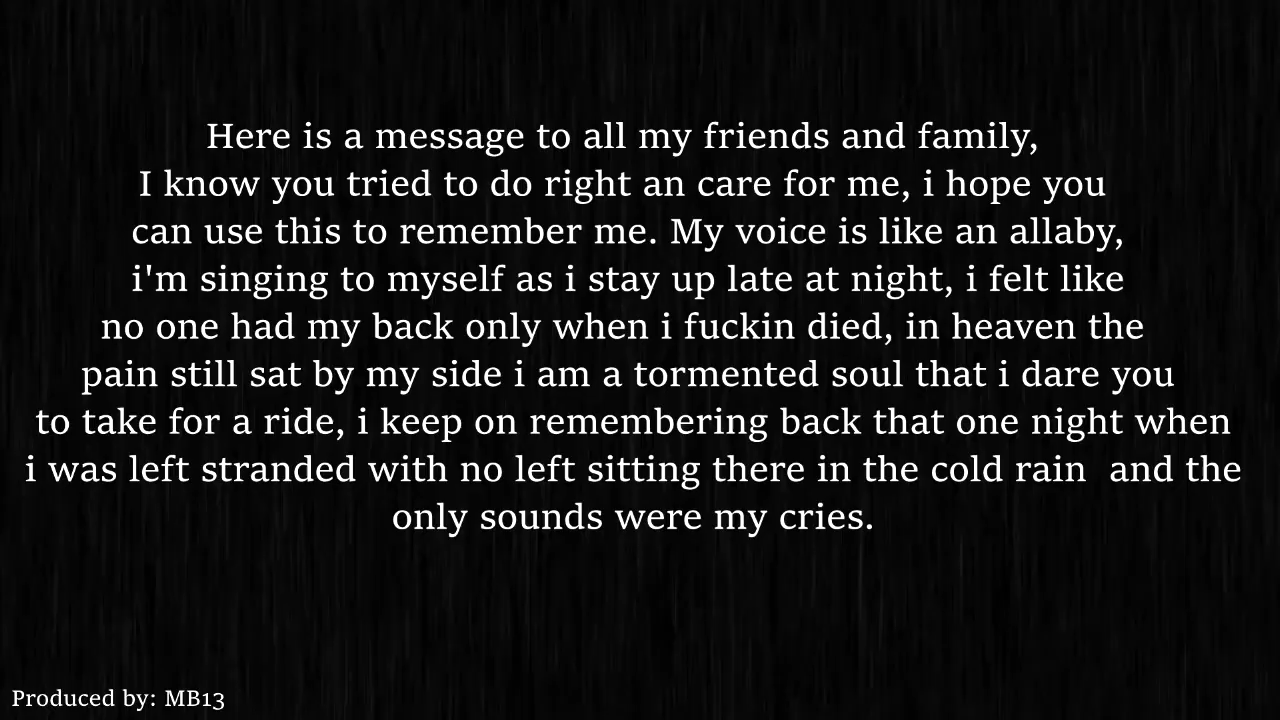 Here is a message to all my friends and family,
I know you tried to do right an care for me, i hope you
can use this to remember me. My voice is like an allaby,
i'm singing to myself as i stay up late at night, i felt like
no one had my back only when i fuckin died, in heaven the
pain still sat by my side i am a tormented soul that i dare you
to take for a ride, i keep on remembering back that one night when
i was left stranded with no left sitting there in the cold rain  and the
only sounds were my cries.
Produced by: MB13